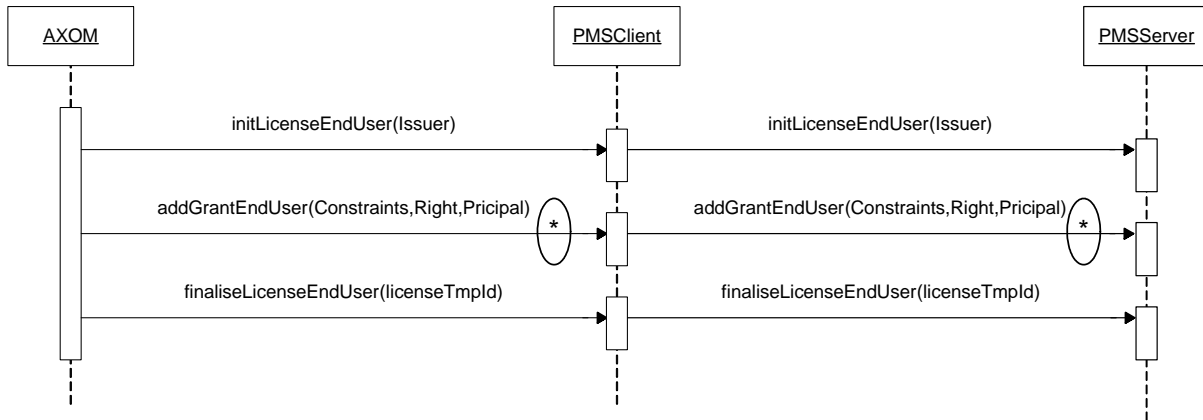 AXOM
PMSClient
PMSServer
initLicenseEndUser(Issuer)
initLicenseEndUser(Issuer)
addGrantEndUser(Constraints,Right,Pricipal)
*
addGrantEndUser(Constraints,Right,Pricipal)
*
finaliseLicenseEndUser(licenseTmpId)
finaliseLicenseEndUser(licenseTmpId)